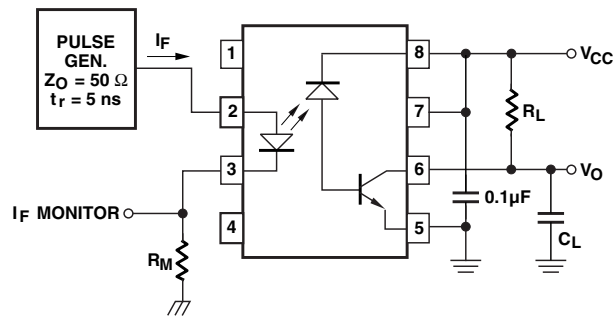 PULSE
GEN.
Z_O = 50 Ω
t_r = 5 ns
I_F
1
2
3
4
8
7
6
5
V_CC
R_L
V_O
0.1µF
C_L
I_F MONITOR
R_M